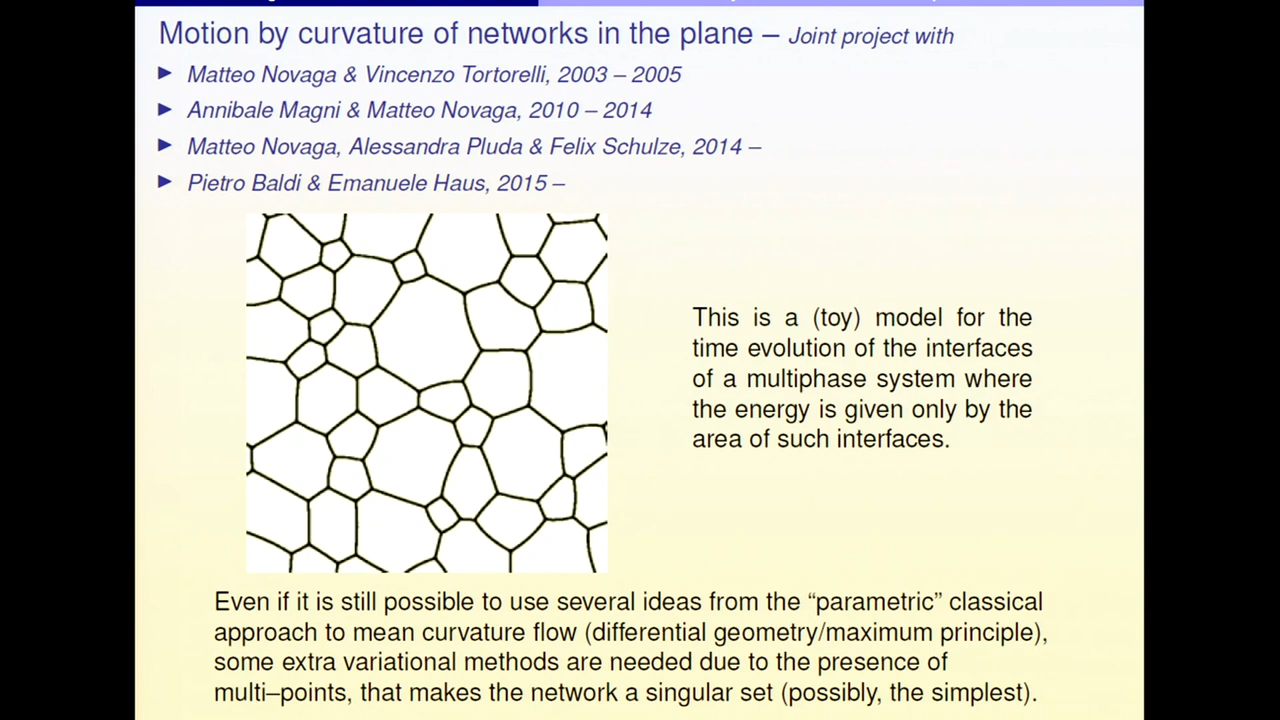 Motion by curvature of networks in the plane – Joint project with
Matteo Novaga & Vincenzo Tortorelli, 2003 – 2005
Annibale Magni & Matteo Novaga, 2010 – 2014
Matteo Novaga, Alessandra Pluda & Felix Schulze, 2014 –
Pietro Baldi & Emanuele Haus, 2015 –
This is a (toy) model for the
time evolution of the interfaces
of a multiphase system where
the energy is given only by the
area of such interfaces.
Even if it is still possible to use several ideas from the “parametric” classical
approach to mean curvature flow (differential geometry/maximum principle),
some extra variational methods are needed due to the presence of
multi–points, that makes the network a singular set (possibly, the simplest).